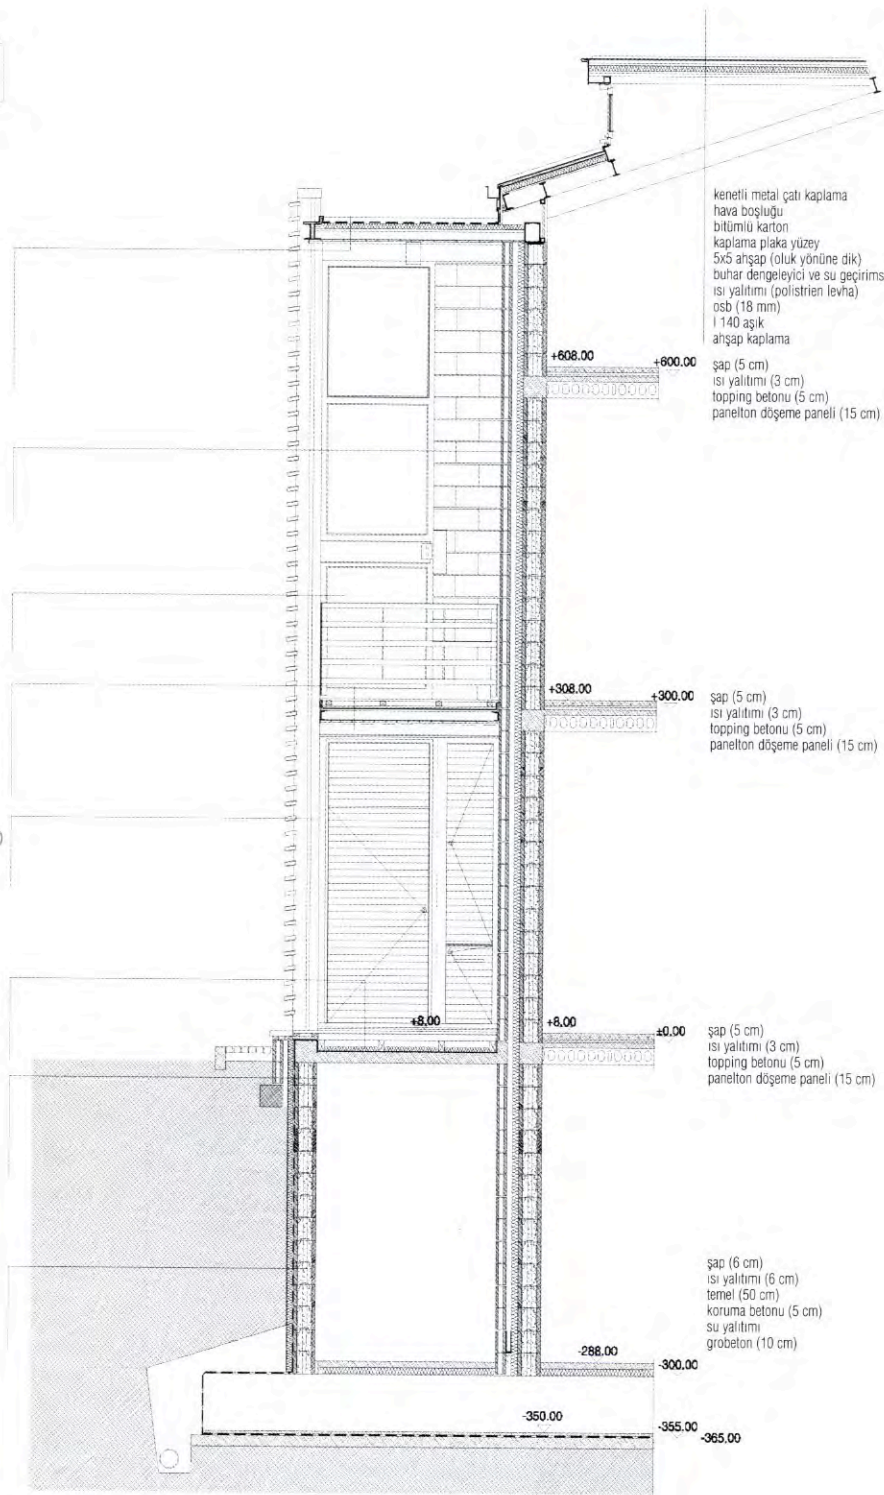 kenetli metal çatı kaplama
hava boşluğu
bitümlü karton
kaplama plaka yüzey
5x5 ahşap (oluk yönüne dik)
buhar dengeleyici ve su geçirims
ısı yalıtımı (polistrien levha)
osb (18 mm)
I 140 aşık
ahşap kaplama
+608.00
+600.00
şap (5 cm)
ısı yalıtımı (3 cm)
topping betonu (5 cm)
panelton döşeme paneli (15 cm)
+308.00
+300.00
şap (5 cm)
ısı yalıtımı (3 cm)
topping betonu (5 cm)
panelton döşeme paneli (15 cm)
+8.00
+8.00
±0.00
şap (5 cm)
ısı yalıtımı (3 cm)
topping betonu (5 cm)
panelton döşeme paneli (15 cm)
şap (6 cm)
ısı yalıtımı (6 cm)
temel (50 cm)
koruma betonu (5 cm)
su yalıtımı
grobeton (10 cm)
-288.00
-300.00
-350.00
-355.00
-365.00